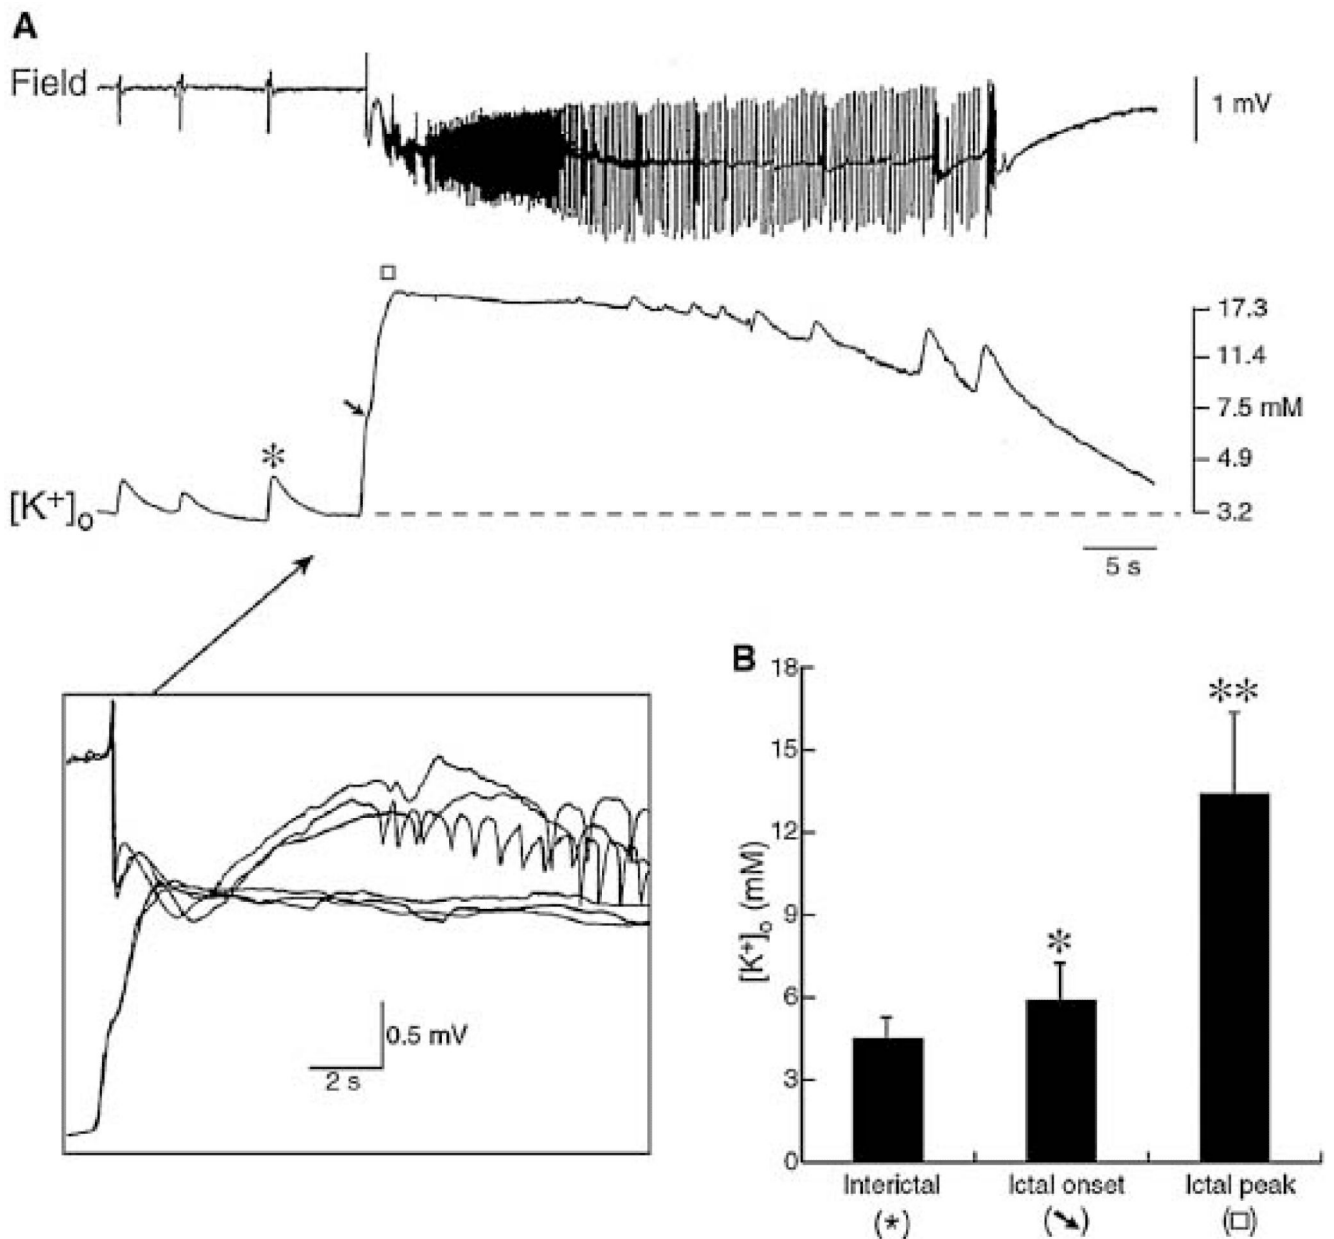 A
Field
1 mV
17.3
11.4
*
7.5 mM
4.9
[K⁺]ₒ
3.2
5 s
0.5 mV
2 s
B
18
15
12
9
6
3
0
[K⁺]ₒ (mM)
**
*
Interictal
(*)
Ictal onset
(➘)
Ictal peak
(□)